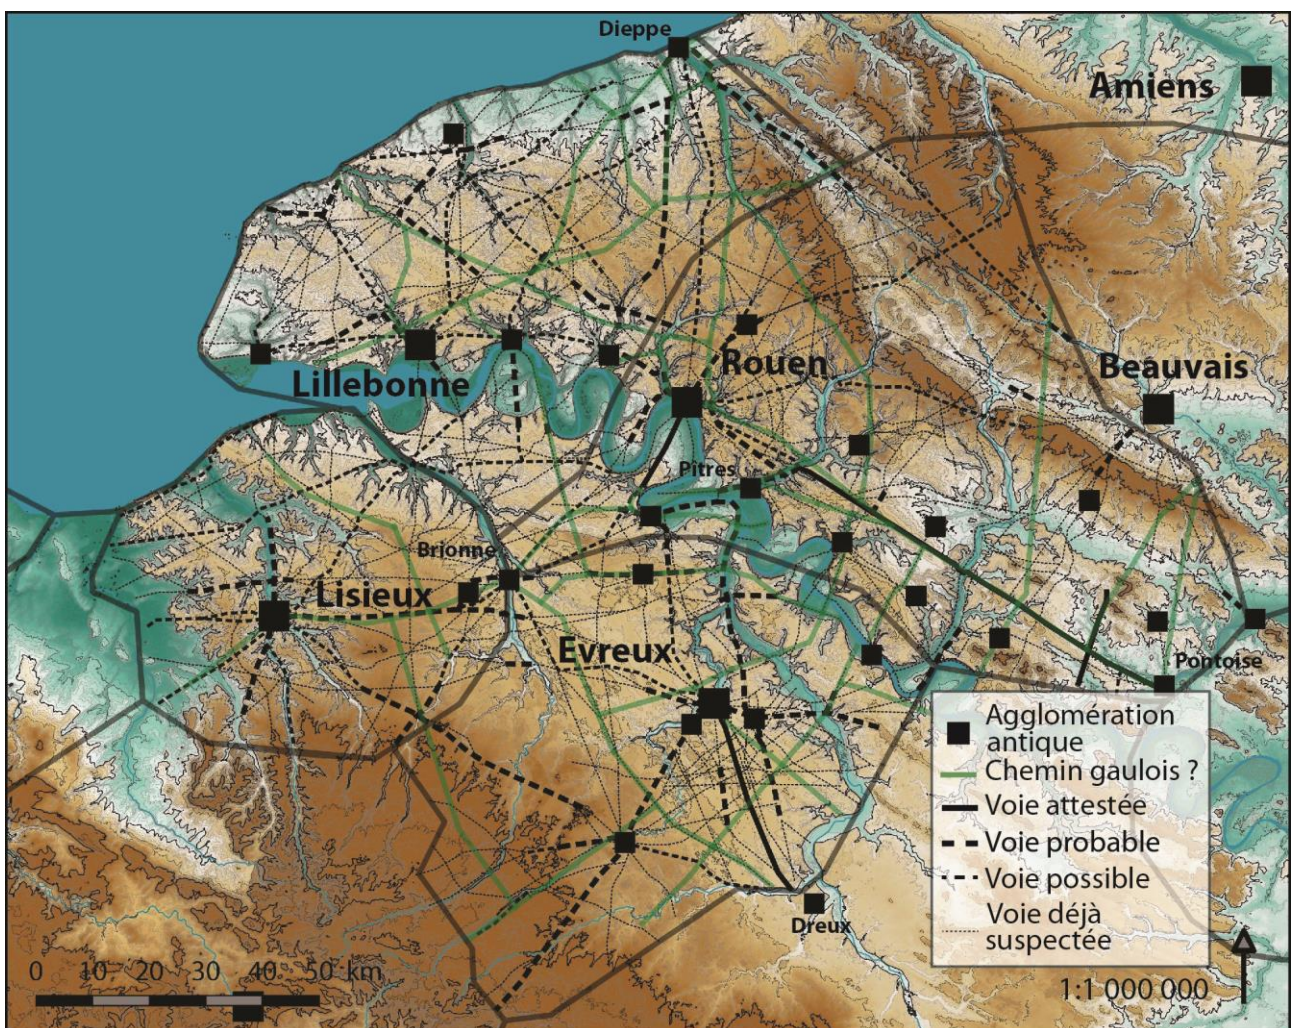 Dieppe
Amiens
Rouen
Beauvais
Lillebonne
Pitres
Brionne
Lisieux
Evreux
Pontoise
Agglomération
antique
Chemin gaulois ?
Voie attestée
Voie probable
Voie possible
Voie déjà
suspectée
Dreux
0 10 20 30 40 50 km
1:1 000 000